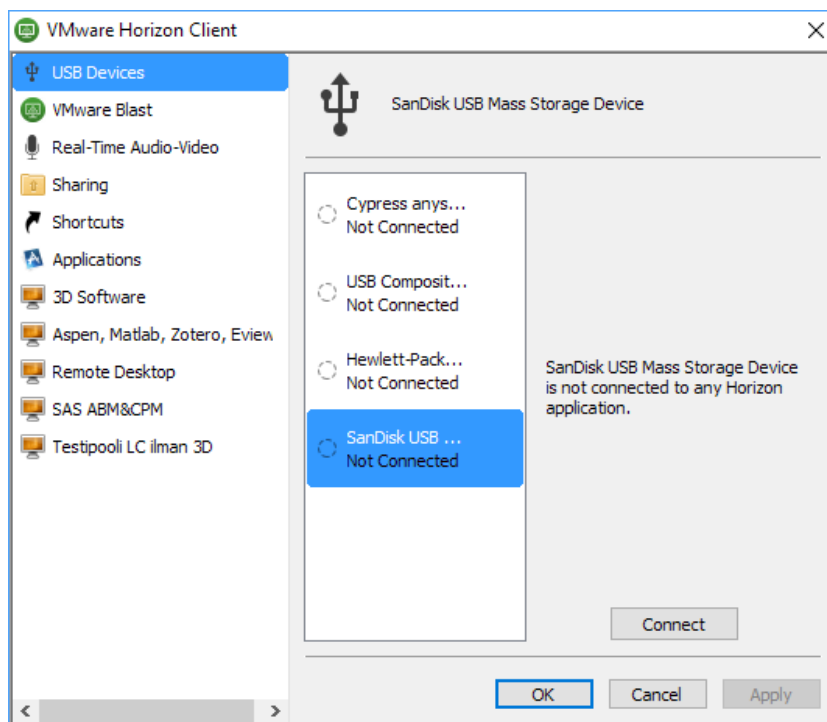 VMware Horizon Client
USB Devices
VMware Blast
Real-Time Audio-Video
Sharing
Shortcuts
Applications
3D Software
Aspen, Matlab, Zotero, Eview
Remote Desktop
SAS ABM&CPM
Testipooli LC ilman 3D
SanDisk USB Mass Storage Device
Cypress anys...
Not Connected
USB Composit...
Not Connected
Hewlett-Pack...
Not Connected
SanDisk USB ...
Not Connected
SanDisk USB Mass Storage Device
is not connected to any Horizon
application.
Connect
OK
Cancel
Apply